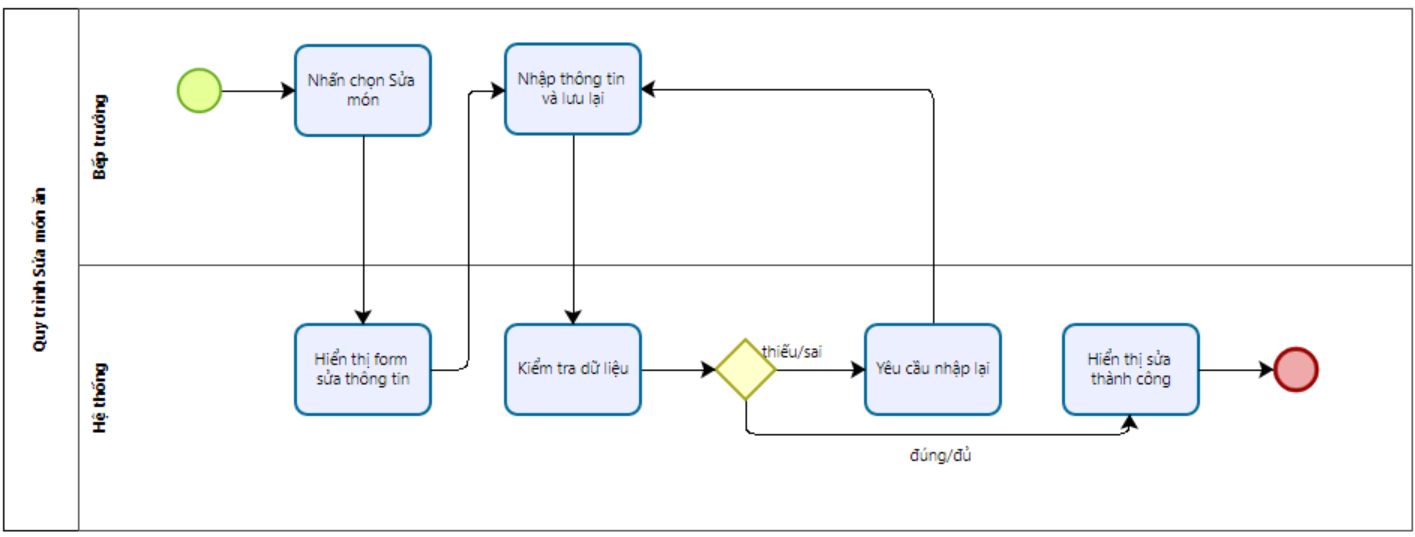 Quy trình Sửa món ăn
Bếp trưởng
Nhấn chọn Sửa
món
Nhập thông tin
và lưu lại
Hệ thống
Hiển thị form
sửa thông tin
Kiểm tra dữ liệu
thiếu/sai
Yêu cầu nhập lại
Hiển thị sửa
thành công
đúng/đủ